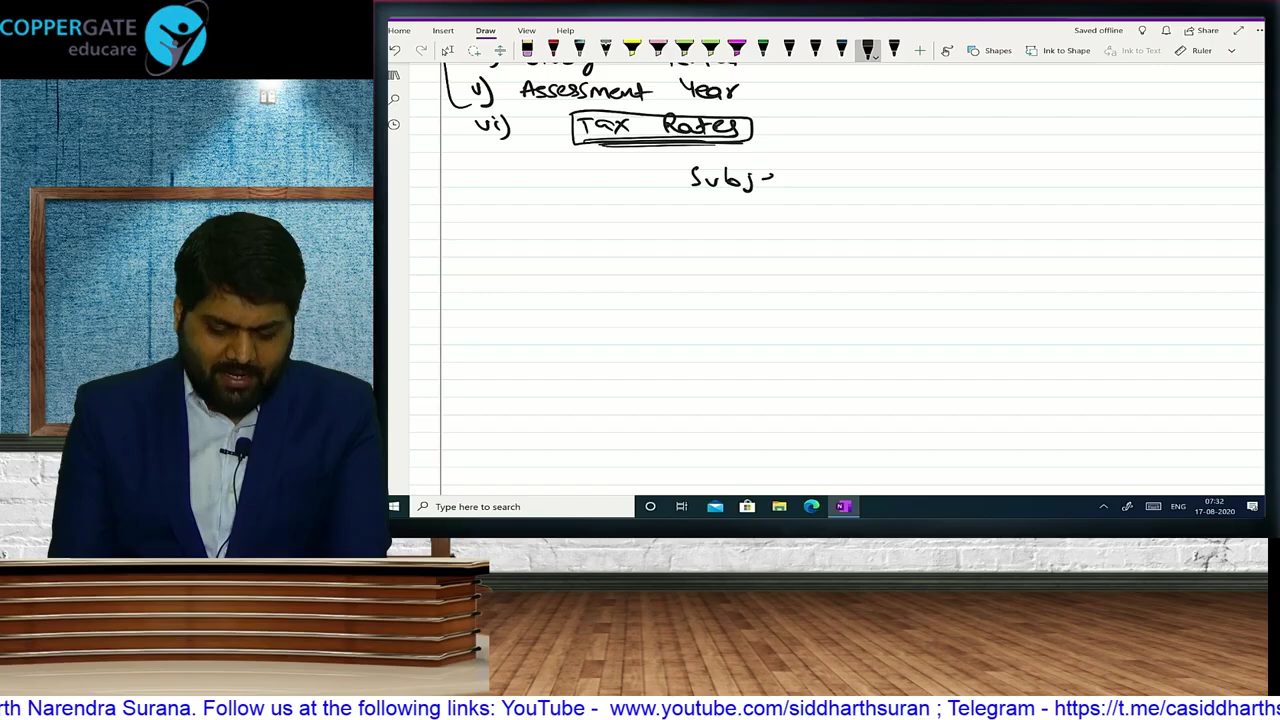 COPPERGATE
educare
Home Insert Draw View Help
Saved offline
Share
Shapes Ink to Shape Ink to Text Ruler
v) Assessment Year
vi) Tax Rates
Subj
Type here to search
ENG
07:32
17-08-2020
rth Narendra Surana. Follow us at the following links: YouTube - www.youtube.com/siddharthsuran ; Telegram - https://t.me/casiddharths